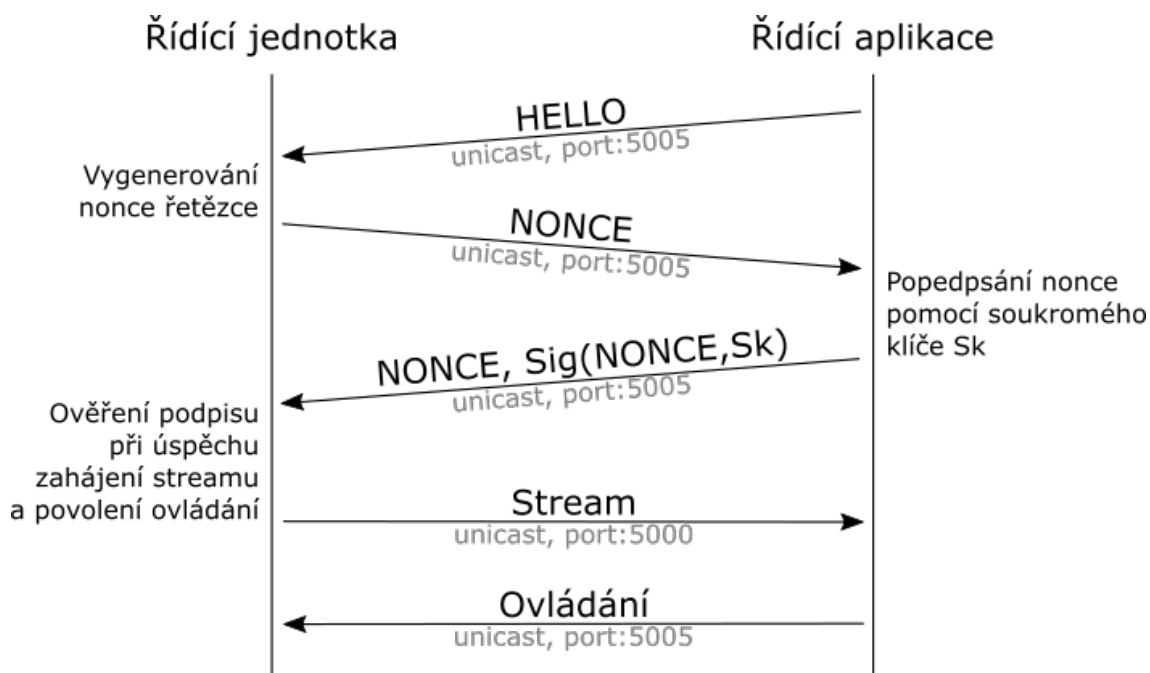 Řídící jednotka
Řídící aplikace
HELLO
unicast, port:5005
Vygenerování
nonce řetězce
NONCE
unicast, port:5005
Popedpsání nonce
pomocí soukromého
klíče Sk
NONCE, Sig(NONCE,Sk)
unicast, port:5005
Ověření podpisu
při úspěchu
zahájení streamu
a povolení ovládání
Stream
unicast, port:5000
Ovládání
unicast, port:5005